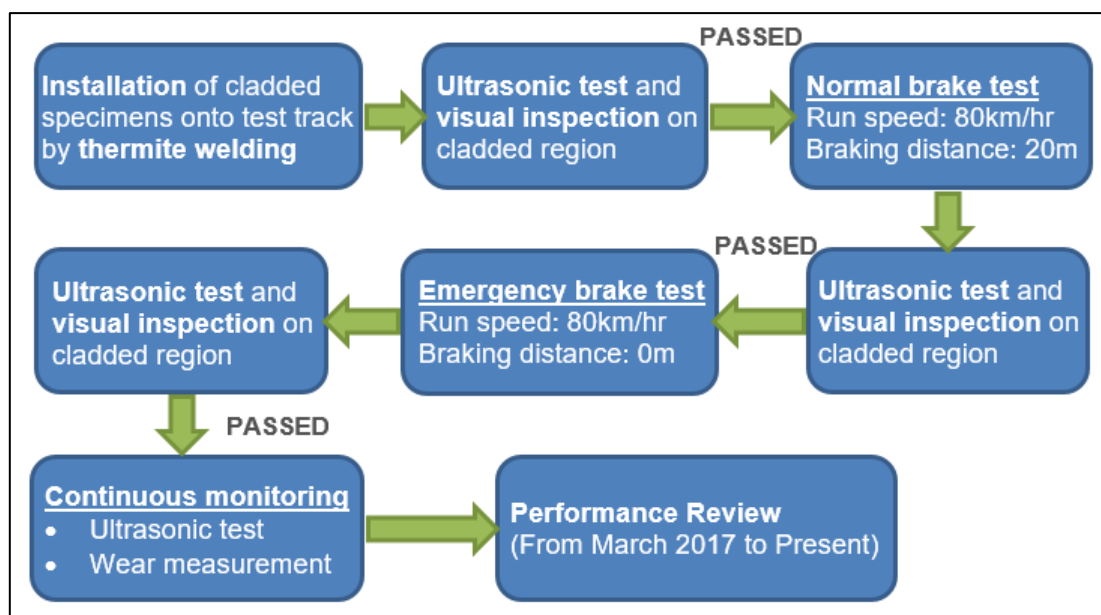 Installation of cladded
specimens onto test track
by thermite welding
Ultrasonic test and
visual inspection on
cladded region
PASSED
Normal brake test
Run speed: 80km/hr
Braking distance: 20m
Ultrasonic test and
visual inspection on
cladded region
PASSED
Emergency brake test
Run speed: 80km/hr
Braking distance: 0m
Ultrasonic test and
visual inspection on
cladded region
PASSED
Continuous monitoring
• Ultrasonic test
• Wear measurement
Performance Review
(From March 2017 to Present)